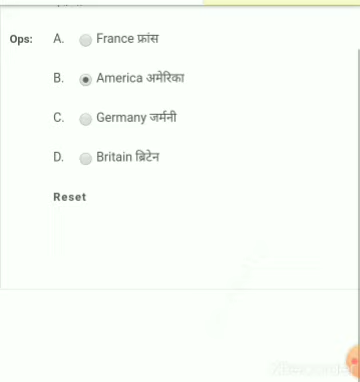 Ops: A. France फ्रांस
B. America अमेरिका
C. Germany जर्मनी
D. Britain ब्रिटेन
Reset